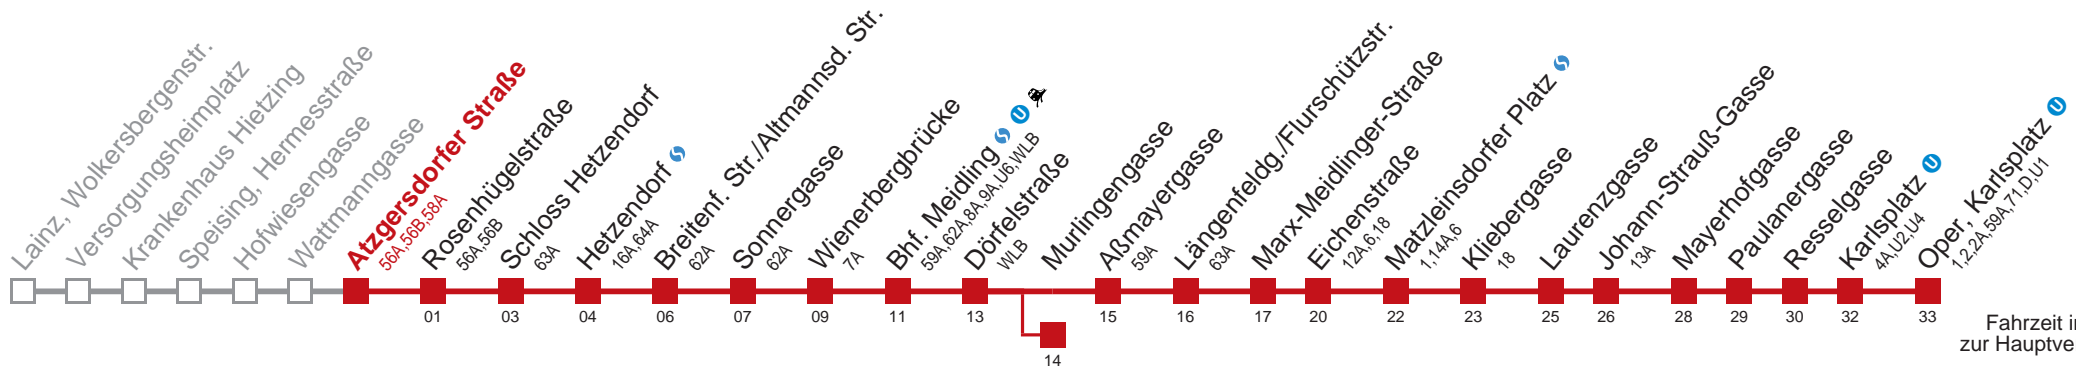 Lainz, Wolkersbergenstr.
Versorgungsheimplatz
Krankenhaus Hietzing
Speising, Hermesstraße
Hofwiesengasse
Wattmanngasse
Atzgersdorfer Straße
56A,56B,58A
Rosenhügelstraße
56A,56B
Schloss Hetzendorf
63A
Hetzendorf
16A,64A
Breitenf. Str./Altmannsd. Str.
62A
Sonnergasse
62A
Wienerbergbrücke
7A
Bhf. Meidling U
59A,62A,8A,9A,U6,WLB
Dörfelstraße
WLB
Murlingengasse
Aßmayergasse
59A
Längenfeldg./Flurschützstr.
63A
Marx-Meidlinger-Straße
Eichenstraße
12A,6,18
Matzleinsdorfer Platz
1,14A,6
Kliebergasse
18
Laurenzgasse
Johann-Strauß-Gasse
13A
Mayerhofgasse
Paulanergasse
Resselgasse
Karlsplatz U
4A,U2,U4
Oper, Karlsplatz U
1,2,2A,59A,71,D,U1
01 03 04 06 07 09 11 13 15 16 17 20 22 23 25 26 28 29 30 32 33
14
Fahrzeit i
zur Hauptve